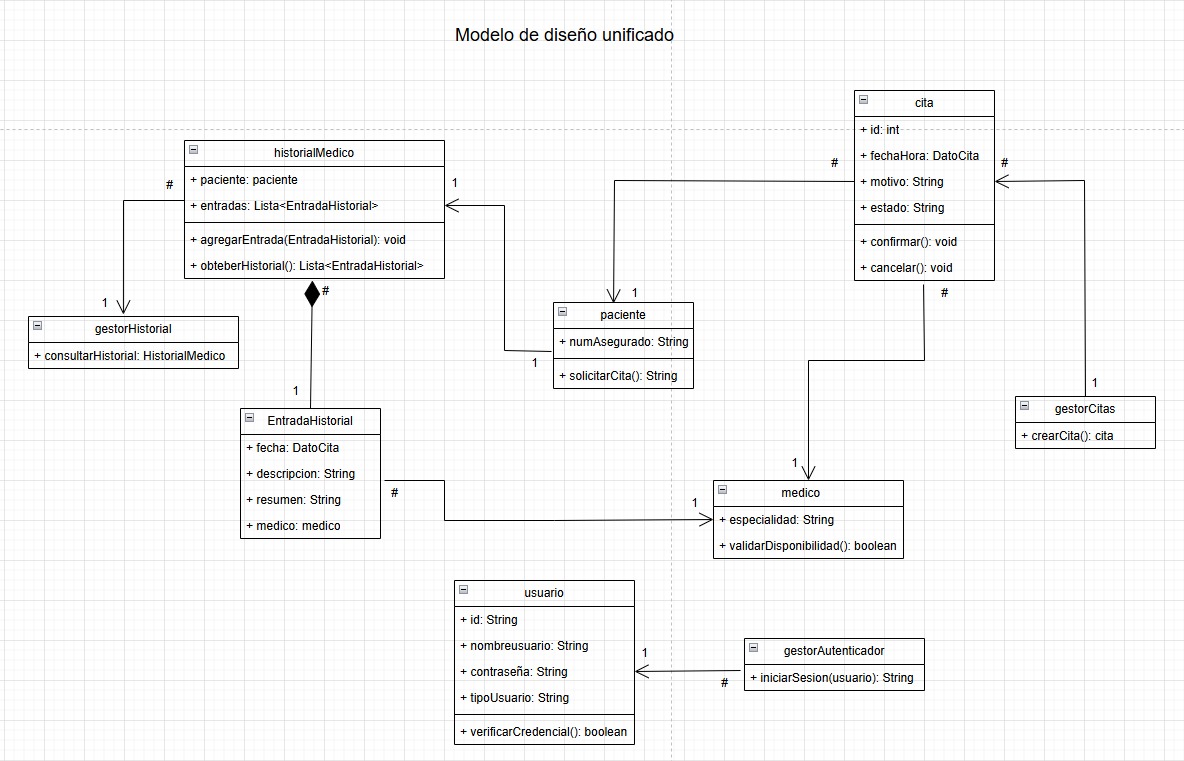 Modelo de diseño unificado
cita
+ id: int
+ fechaHora: DatoCita
+ motivo: String
+ estado: String
+ confirmar(): void
+ cancelar(): void
#
#
#
historialMedico
+ paciente: paciente
+ entradas: Lista<EntradaHistorial>
+ agregarEntrada(EntradaHistorial): void
+ obteberHistorial(): Lista<EntradaHistorial>
#
1
#
1
gestorHistorial
+ consultarHistorial: HistorialMedico
1
paciente
+ numAsegurado: String
+ solicitarCita(): String
1
1
EntradaHistorial
+ fecha: DatoCita
+ descripcion: String
+ resumen: String
+ medico: medico
#
1
gestorCitas
+ crearCita(): cita
1
1
medico
+ especialidad: String
+ validarDisponibilidad(): boolean
usuario
+ id: String
+ nombreusuario: String
+ contraseña: String
+ tipoUsuario: String
+ verificarCredencial(): boolean
1
#
gestorAutenticador
+ iniciarSesion(usuario): String